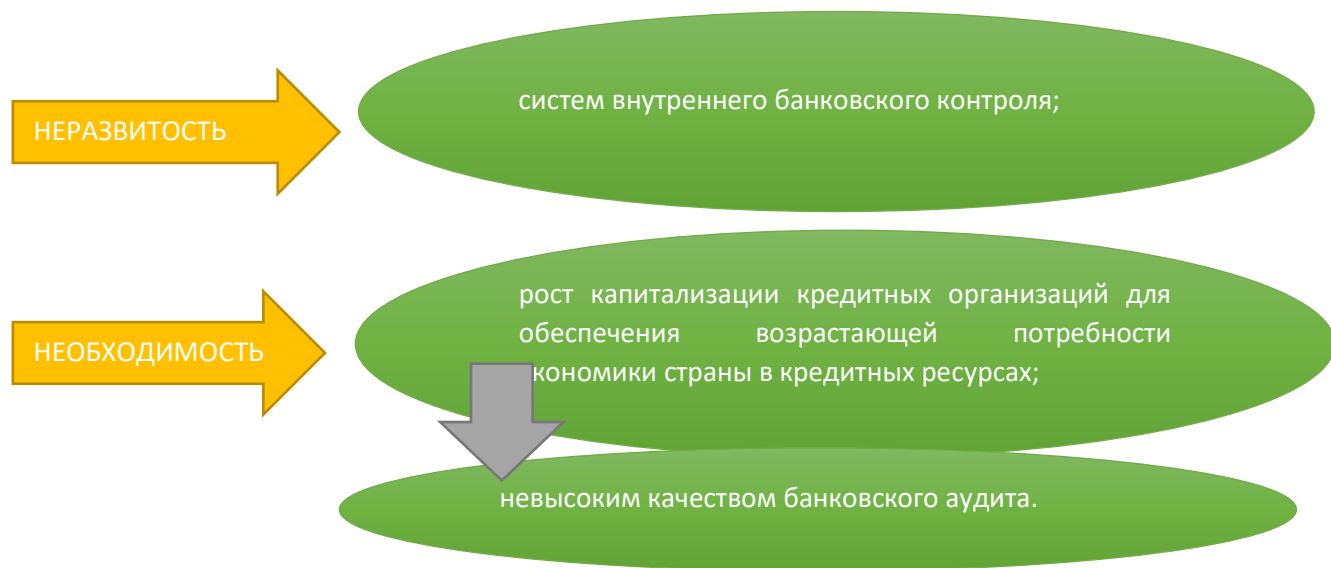 НЕРАЗВИТОСТЬ
систем внутреннего банковского контроля;
НЕОБХОДИМОСТЬ
рост капитализации кредитных организаций для
обеспечения возрастающей потребности
кономики страны в кредитных ресурсах;
невысоким качеством банковского аудита.